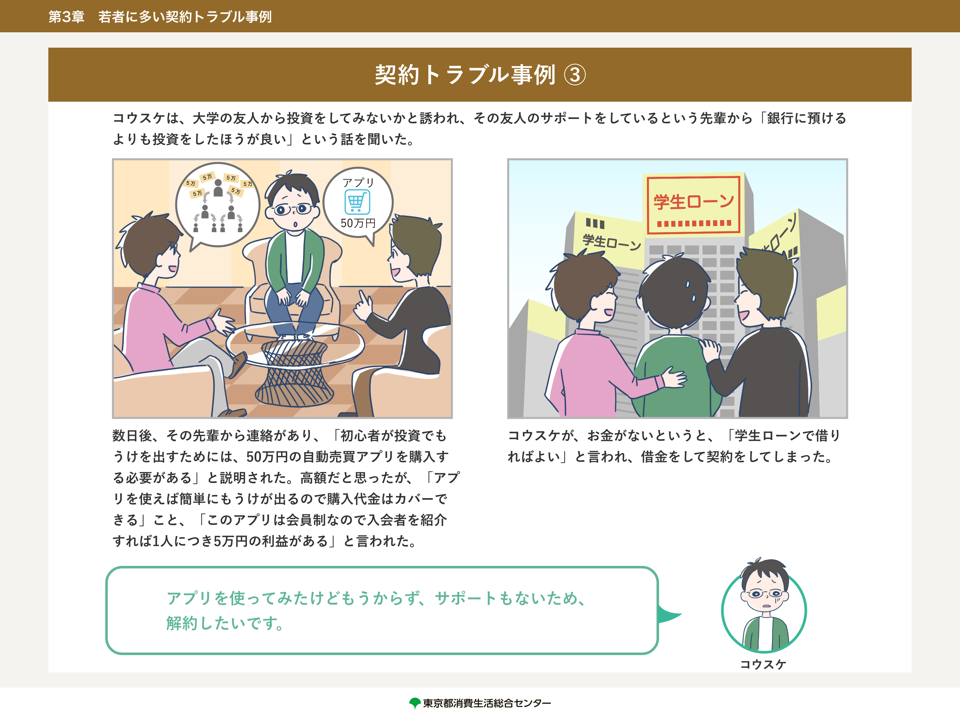 第3章 若者に多い契約トラブル事例
契約トラブル事例 ③
コウスケは、大学の友人から投資をしてみないかと誘われ、その友人のサポートをしているという先輩から「銀行に預ける
よりも投資をしたほうが良い」という話を聞いた。
5万 5万 5万 5万
5万 5万
アプリ
50万円
学生ローン
学生ローン
生ローン
数日後、その先輩から連絡があり、「初心者が投資でも
うけを出すためには、50万円の自動売買アプリを購入す
る必要がある」と説明された。高額だと思ったが、「アプ
リを使えば簡単にもうけが出るので購入代金はカバーで
きる」こと、「このアプリは会員制なので入会者を紹介
すれば1人につき5万円の利益がある」と言われた。
コウスケが、お金がないというと、「学生ローンで借り
ればよい」と言われ、借金をして契約をしてしまった。
アプリを使ってみたけどもうからず、サポートもないため、
解約したいです。
コウスケ
東京都消費生活総合センター